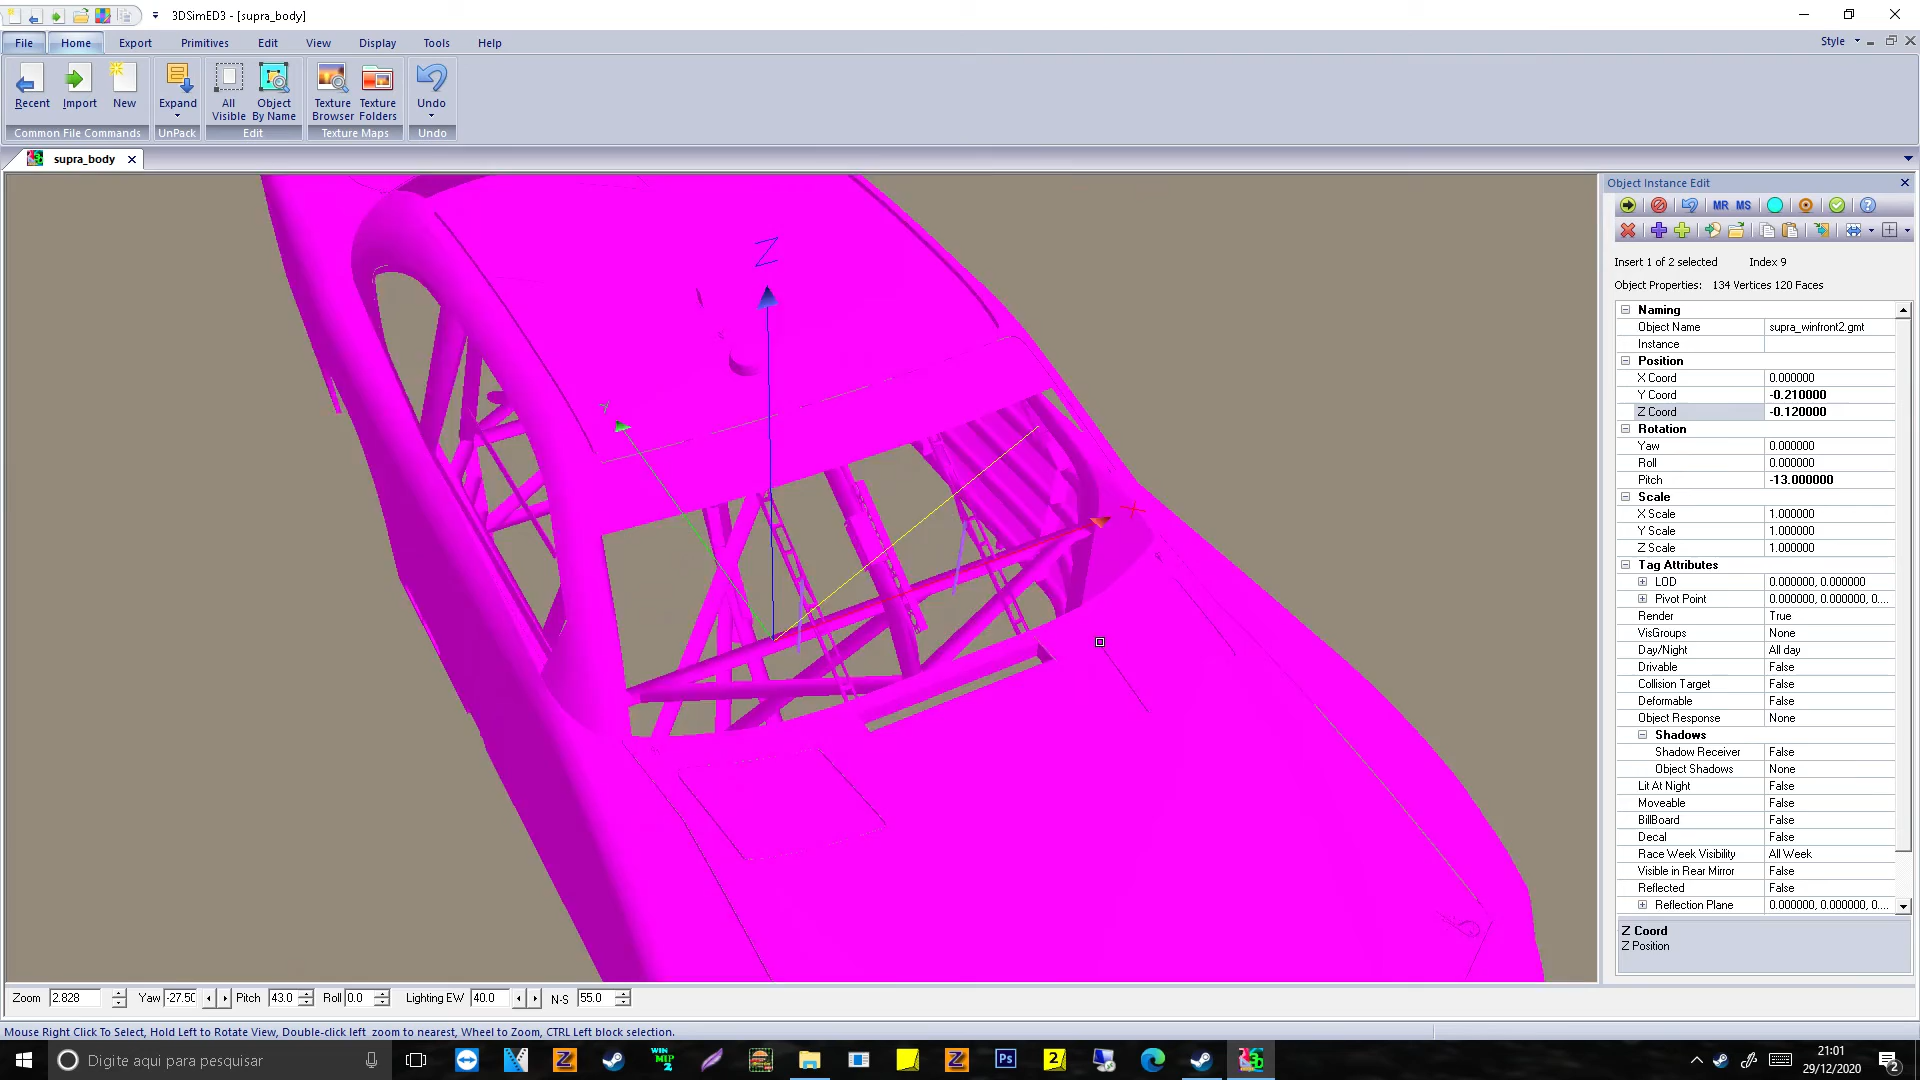 3DSimED3 - [supra_body]
File Home Export Primitives Edit View Display Tools Help
Style
Recent Import New Expand All Visible Object By Name Texture Browser Texture Folders Undo
Common File Commands UnPack Edit Texture Maps Undo
supra_body
Object Instance Edit
MR MS
Insert 1 of 2 selected Index 9
Object Properties: 134 Vertices 120 Faces
Naming
Object Name supra_winfront2.gmt
Instance
Position
X Coord 0.000000
Y Coord -0.210000
Z Coord -0.120000
Rotation
Yaw 0.000000
Roll 0.000000
Pitch -13.000000
Scale
X Scale 1.000000
Y Scale 1.000000
Z Scale 1.000000
Tag Attributes
LOD 0.000000, 0.000000
Pivot Point 0.000000, 0.000000, 0....
Render True
VisGroups None
Day/Night All day
Drivable False
Collision Target False
Deformable False
Object Response None
Shadows
Shadow Receiver False
Object Shadows None
Lit At Night False
Moveable False
BillBoard False
Decal False
Race Week Visibility All Week
Visible in Rear Mirror False
Reflected False
Reflection Plane 0.000000, 0.000000, 0....
Z Coord
Z Position
Z
Y
Zoom 2.828 Yaw -27.50 Pitch 43.0 Roll 0.0 Lighting EW 40.0 N-S 55.0
Mouse Right Click To Select, Hold Left to Rotate View, Double-click left zoom to nearest, Wheel to Zoom, CTRL Left block selection.
Digite aqui para pesquisar
WIN MIP 2
Ps
2
21:01
29/12/2020
2